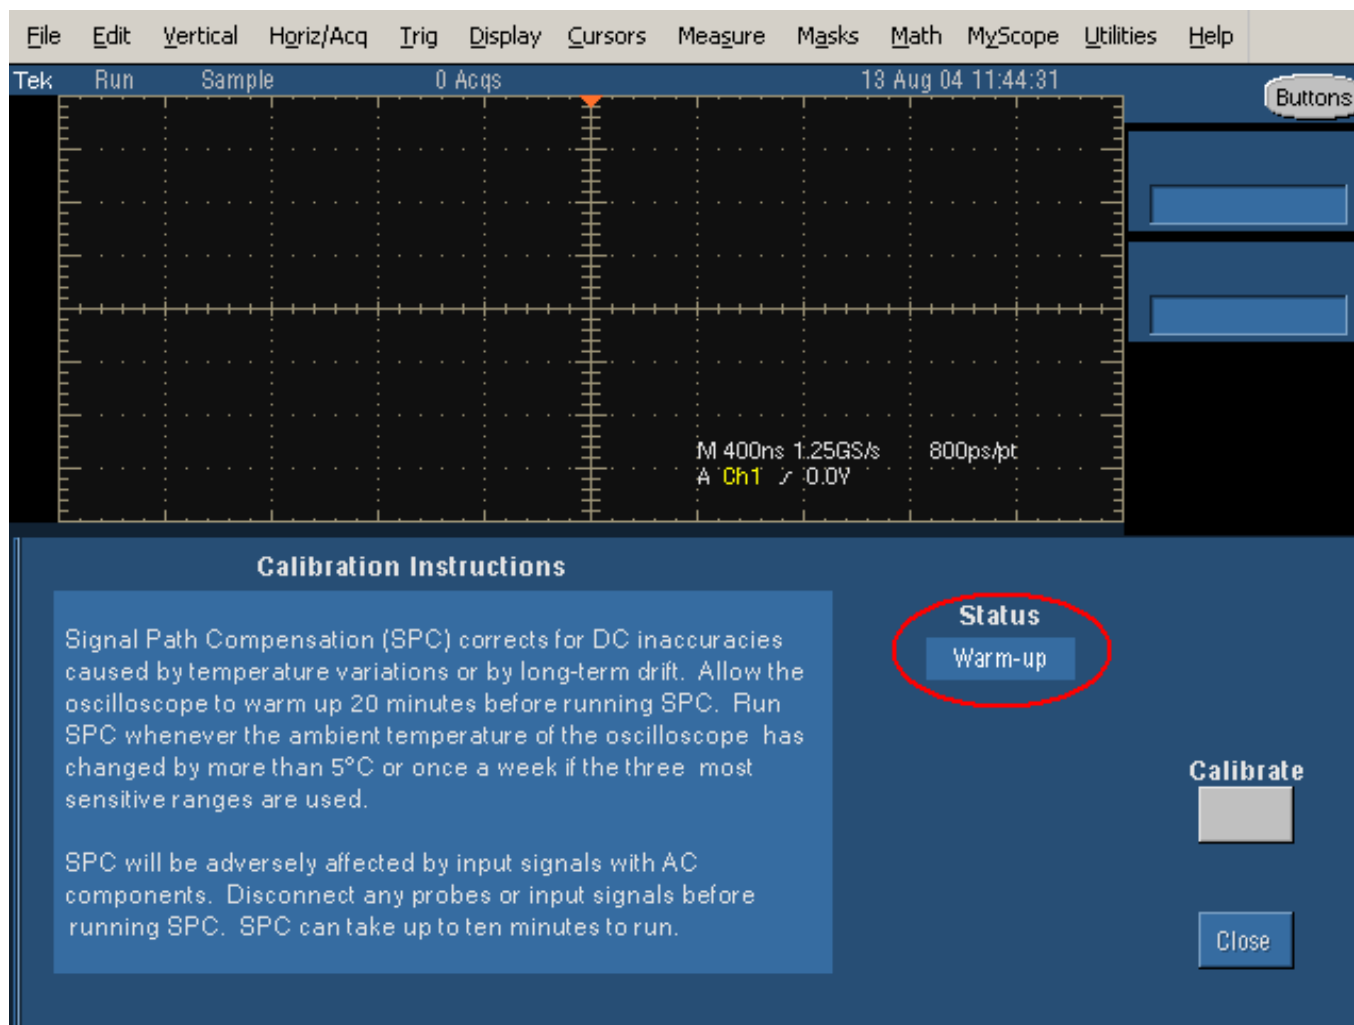 File Edit Vertical Horiz/Acq Trig Display Cursors Measure Masks Math MyScope Utilities Help
Tek Run Sample 0 Acqs 13 Aug 04 11:44:31
Buttons
M 400ns 1.25GS/s 800ps/pt
A Ch1 / 0.0V
Calibration Instructions
Signal Path Compensation (SPC) corrects for DC inaccuracies
caused by temperature variations or by long-term drift. Allow the
oscilloscope to warm up 20 minutes before running SPC. Run
SPC whenever the ambient temperature of the oscilloscope has
changed by more than 5°C or once a week if the three most
sensitive ranges are used.
SPC will be adversely affected by input signals with AC
components. Disconnect any probes or input signals before
running SPC. SPC can take up to ten minutes to run.
Status
Warm-up
Calibrate
Close